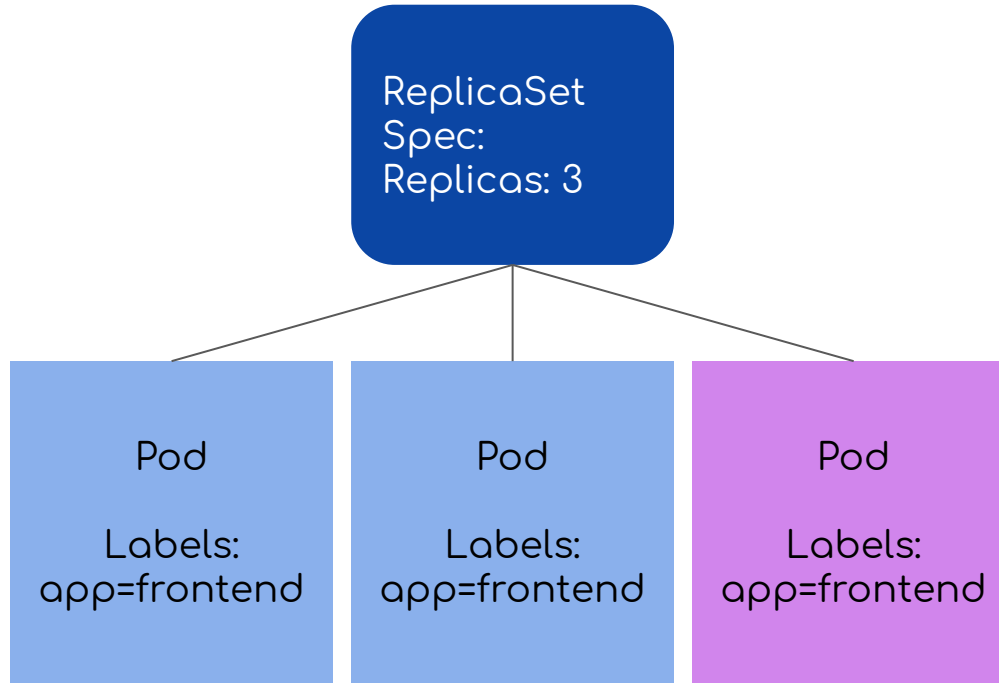 ReplicaSet
Spec:
Replicas: 3
Pod
Labels:
app=frontend
Pod
Labels:
app=frontend
Pod
Labels:
app=frontend